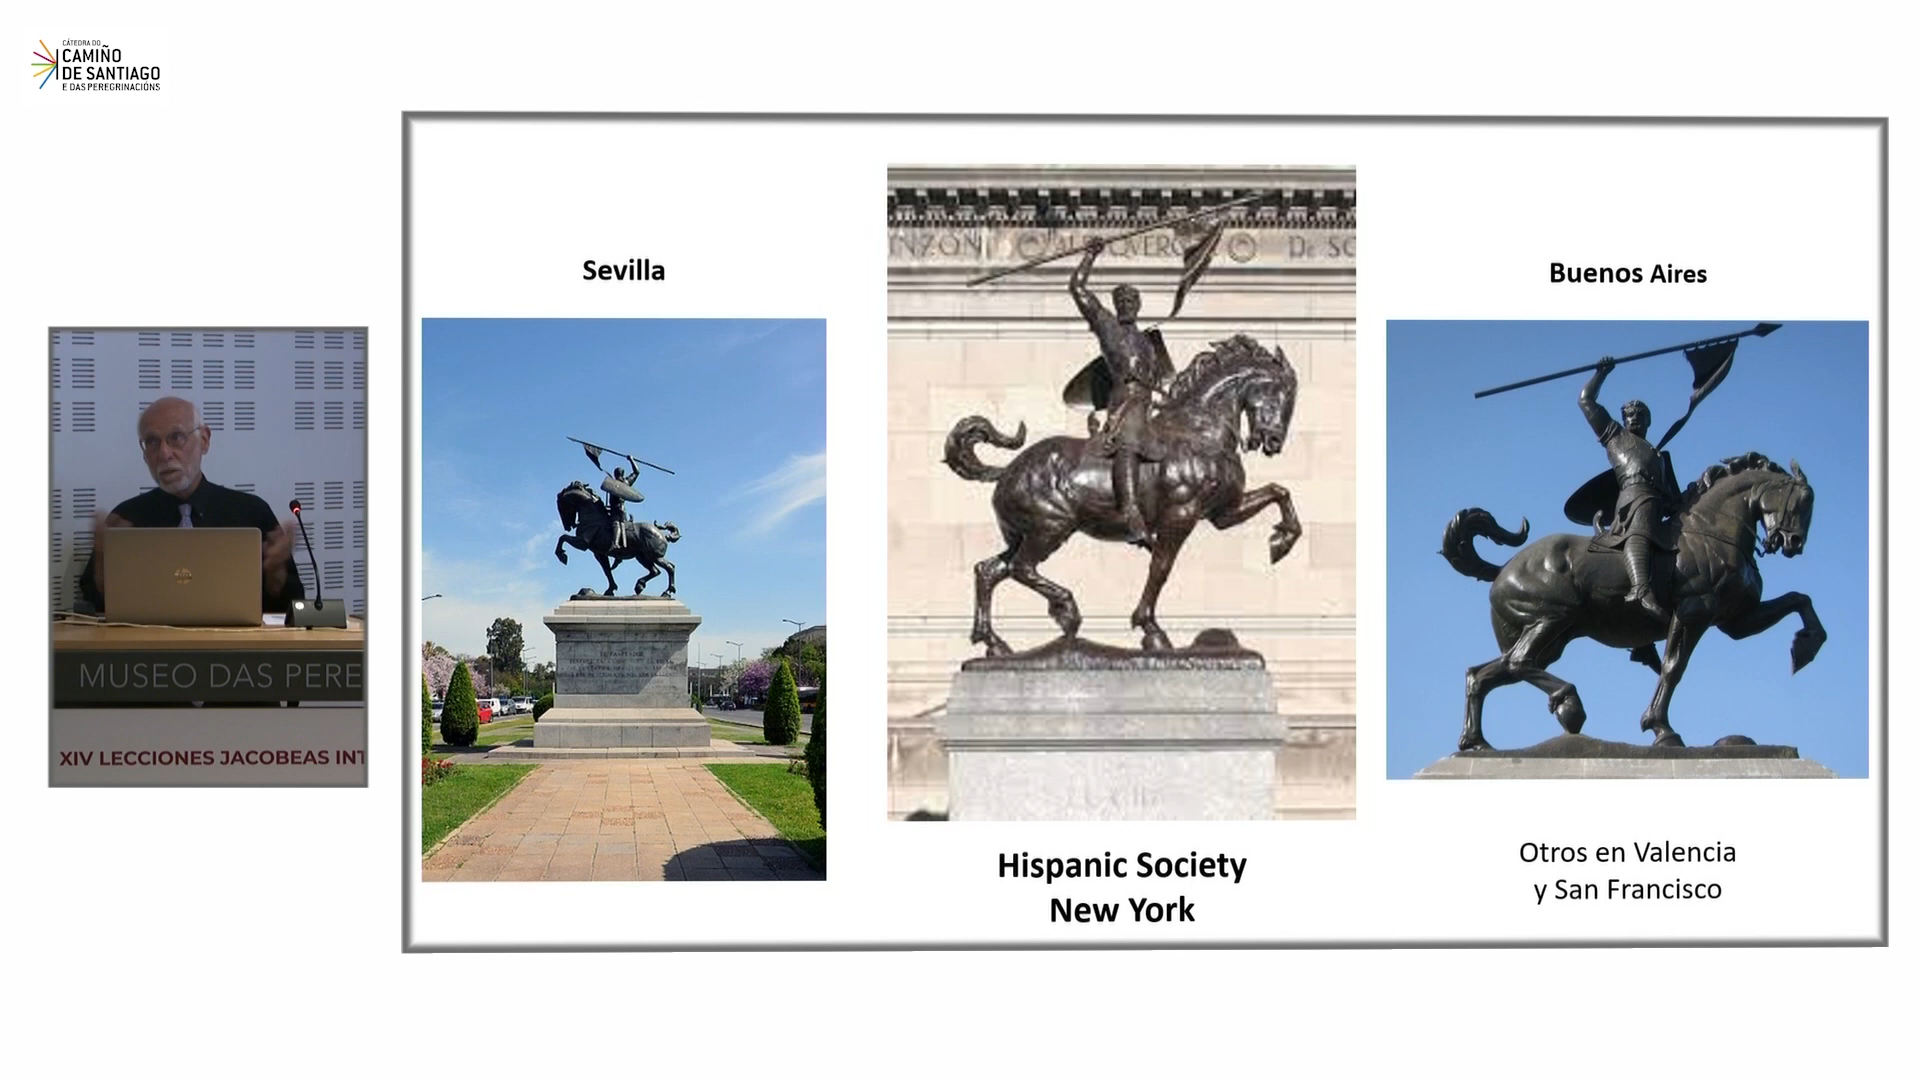 CÁTEDRA DO
CAMIÑO
DE SANTIAGO
E DAS PEREGRINACIÓNS
Sevilla
Buenos Aires
Hispanic Society
New York
Otros en Valencia
y San Francisco
MUSEO DAS PERE
XIV LECCIONES JACOBEAS INT